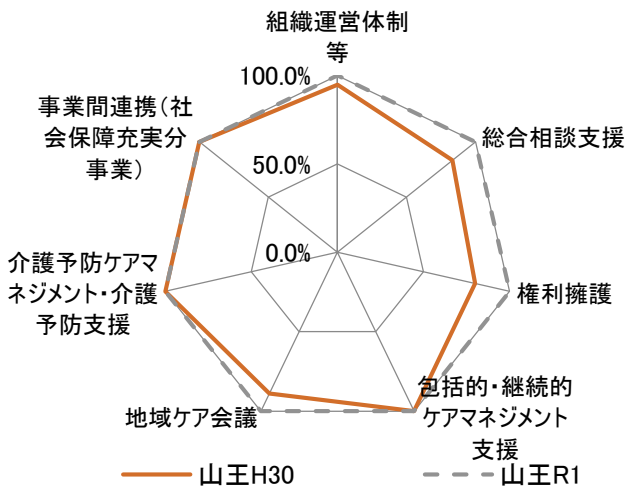 組織運営体制
等
100.0%
事業間連携（社
会保障充実分
事業）
総合相談支援
50.0%
0.0%
介護予防ケアマ
ネジメント・介護
予防支援
権利擁護
包括的・継続的
ケアマネジメント
支援
地域ケア会議
山王H30
山王R1